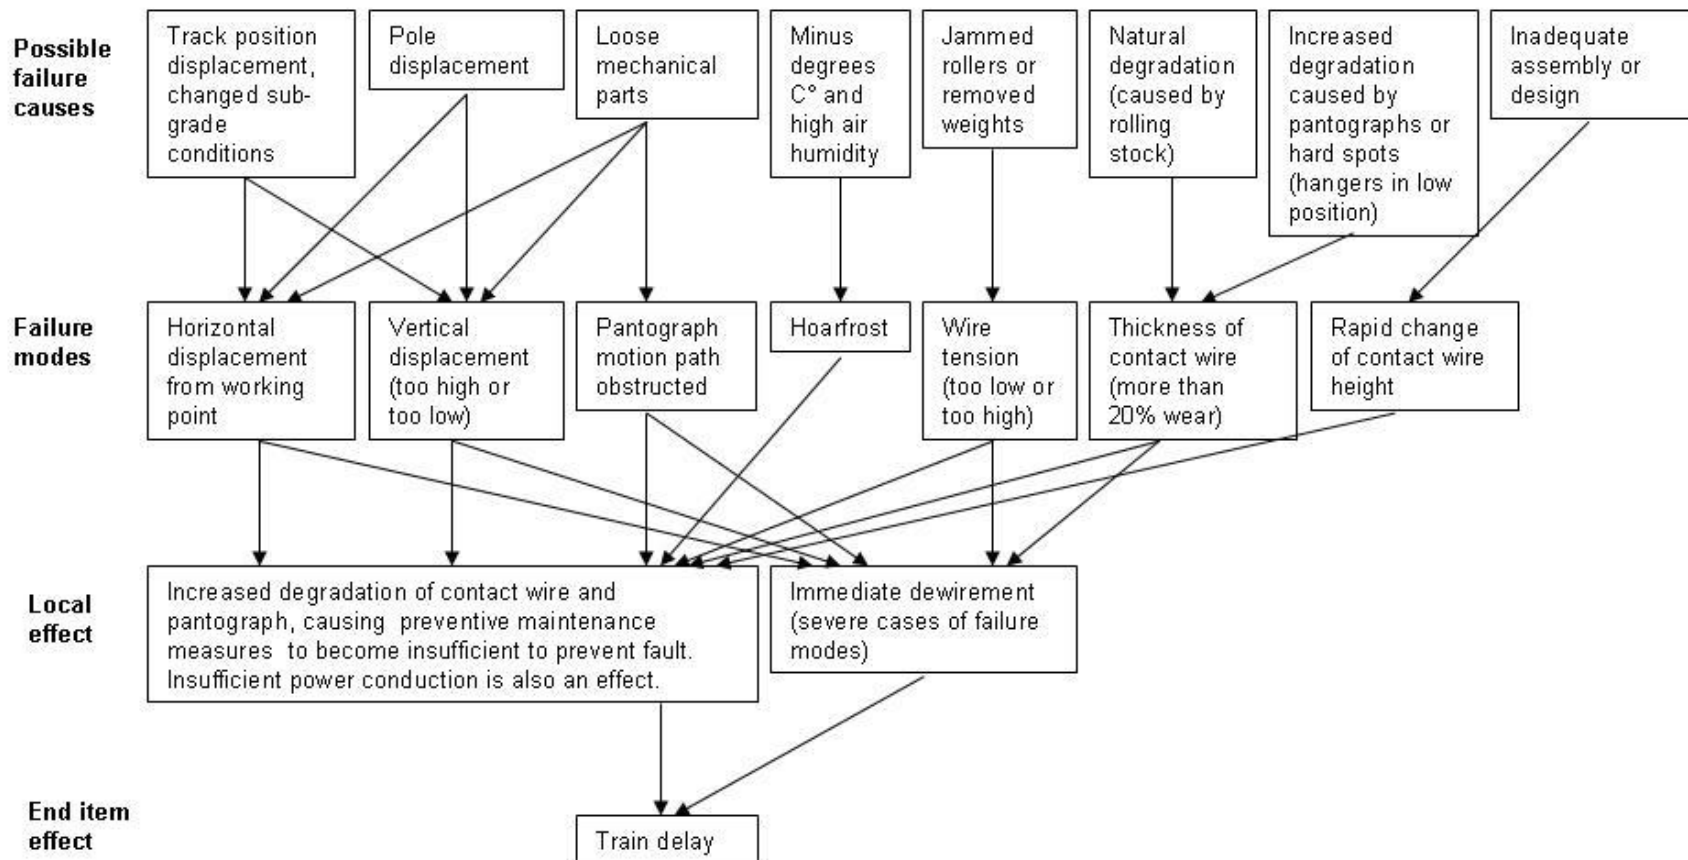 Possible
failure
causes
Track position
displacement,
changed sub-
grade
conditions
Pole
displacement
Loose
mechanical
parts
Minus
degrees
C° and
high air
humidity
Jammed
rollers or
removed
weights
Natural
degradation
(caused by
rolling
stock)
Increased
degradation
caused by
pantographs or
hard spots
(hangers in low
position)
Inadequate
assembly or
design
Failure
modes
Horizontal
displacement
from working
point
Vertical
displacement
(too high or
too low)
Pantograph
motion path
obstructed
Hoarfrost
Wire
tension
(too low or
too high)
Thickness of
contact wire
(more than
20% wear)
Rapid change
of contact wire
height
Local
effect
Increased degradation of contact wire and
pantograph, causing preventive maintenance
measures to become insufficient to prevent fault.
Insufficient power conduction is also an effect.
Immediate dewirement
(severe cases of failure
modes)
End item
effect
Train delay